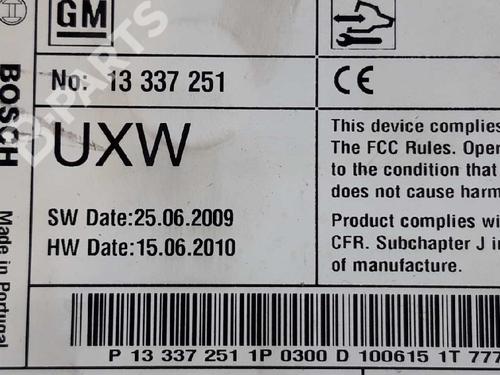 GM
BOSCH
Made in Portugal
No: 13 337 251
UXW
SW Date:25.06.2009
HW Date:15.06.2010
CE
This device complies
The FCC Rules. Oper
to the condition that
does not cause harm
Product complies wi
CFR. Subchapter J in
of manufacture.
P 13 337 251 1P 0300 D 100615 1T 777
B-PARTS